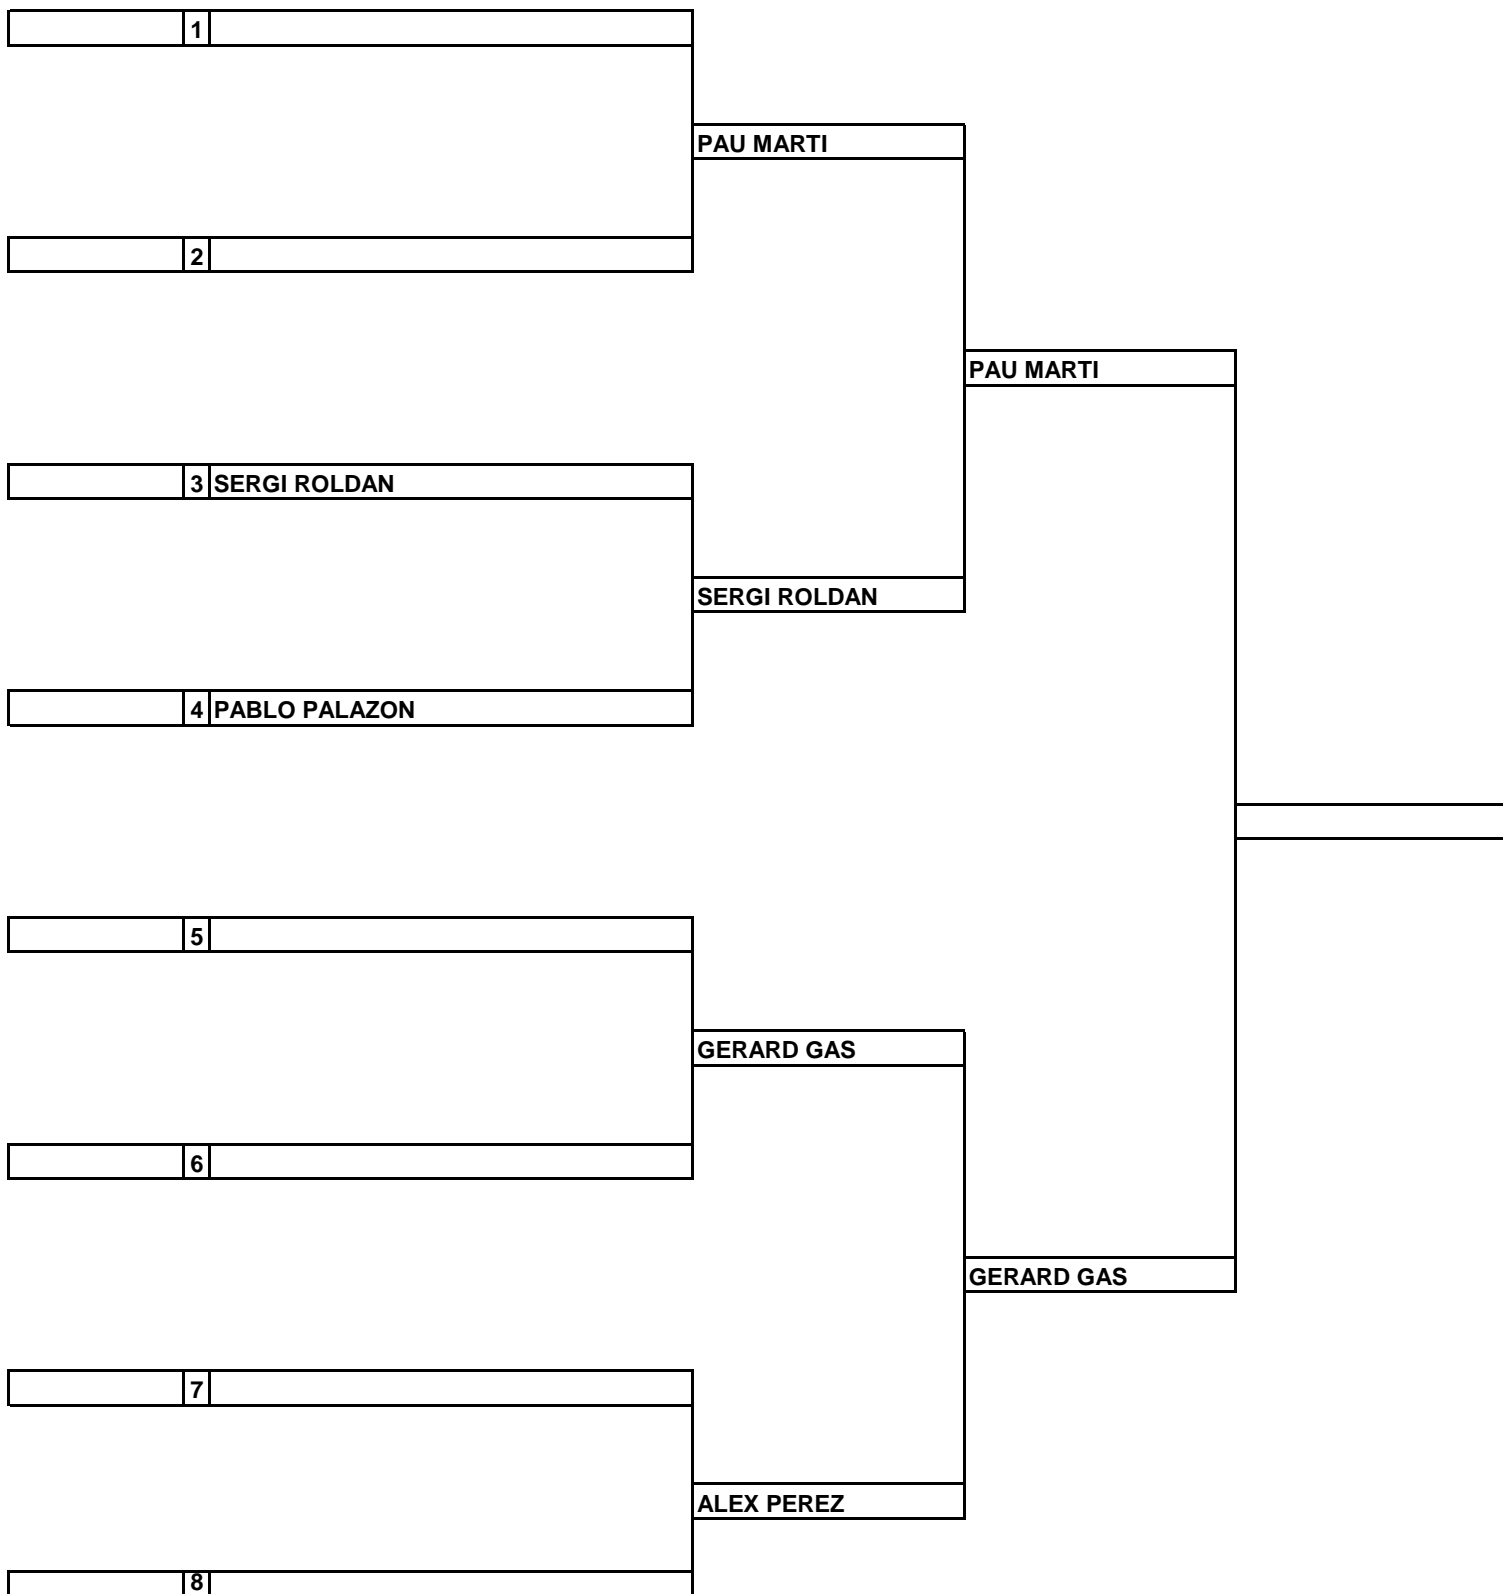 1
PAU MARTI
2
PAU MARTI
3 SERGI ROLDAN
SERGI ROLDAN
4 PABLO PALAZON
5
GERARD GAS
6
GERARD GAS
7
ALEX PEREZ
8